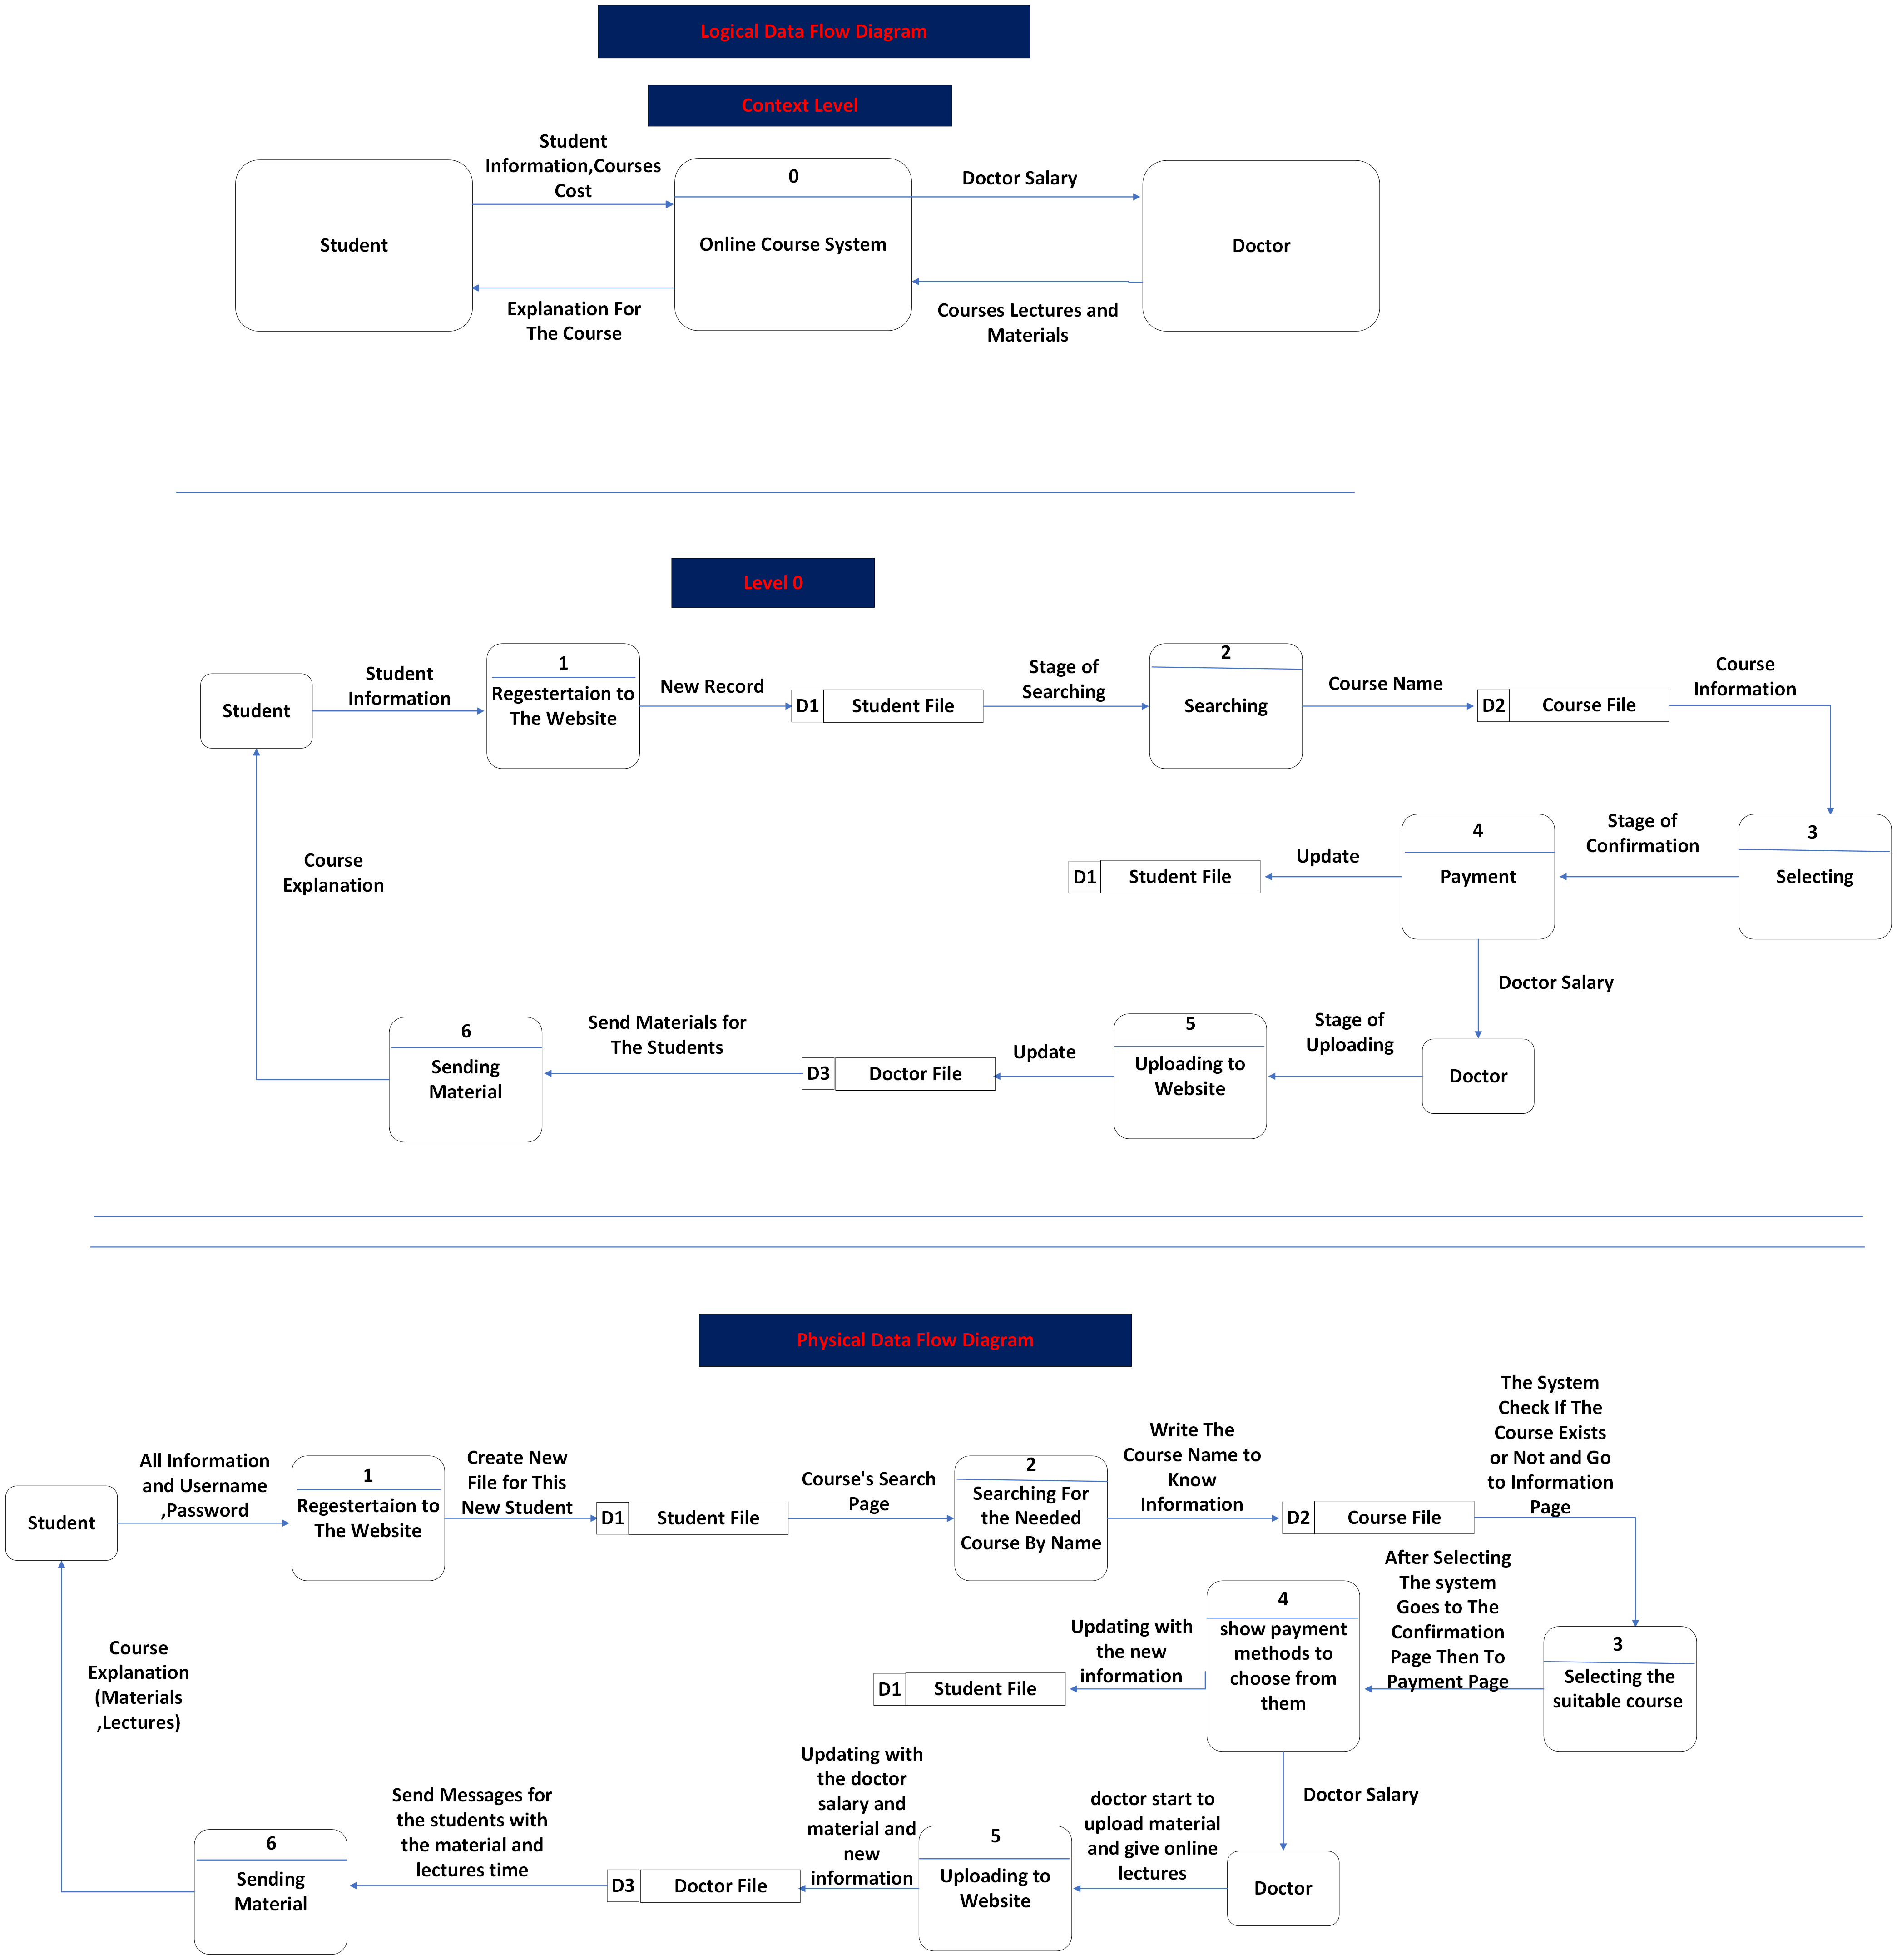 Logical Data Flow Diagram
Context Level
Student
Information,Courses
Cost
0
Doctor Salary
Student
Online Course System
Doctor
Explanation For
The Course
Courses Lectures and
Materials
Level 0
Student
Student
Information
1
Regestertaion to
The Website
New Record
D1
Student File
Stage of
Searching
2
Searching
Course Name
D2
Course File
Course
Information
3
Selecting
Stage of
Confirmation
4
Payment
Update
D1
Student File
Doctor Salary
Doctor
Stage of
Uploading
5
Uploading to
Website
Update
D3
Doctor File
Send Materials for
The Students
6
Sending
Material
Course
Explanation
Physical Data Flow Diagram
Student
All Information
and Username
,Password
1
Regestertaion to
The Website
Create New
File for This
New Student
D1
Student File
Course's Search
Page
2
Searching For
the Needed
Course By Name
Write The
Course Name to
Know
Information
D2
Course File
The System
Check If The
Course Exists
or Not and Go
to Information
Page
3
Selecting the
suitable course
After Selecting
The system
Goes to The
Confirmation
Page Then To
Payment Page
4
show payment
methods to
choose from
them
Updating with
the new
information
D1
Student File
Doctor Salary
Doctor
doctor start to
upload material
and give online
lectures
5
Uploading to
Website
Updating with
the doctor
salary and
material and
new
information
D3
Doctor File
Send Messages for
the students with
the material and
lectures time
6
Sending
Material
Course
Explanation
(Materials
,Lectures)